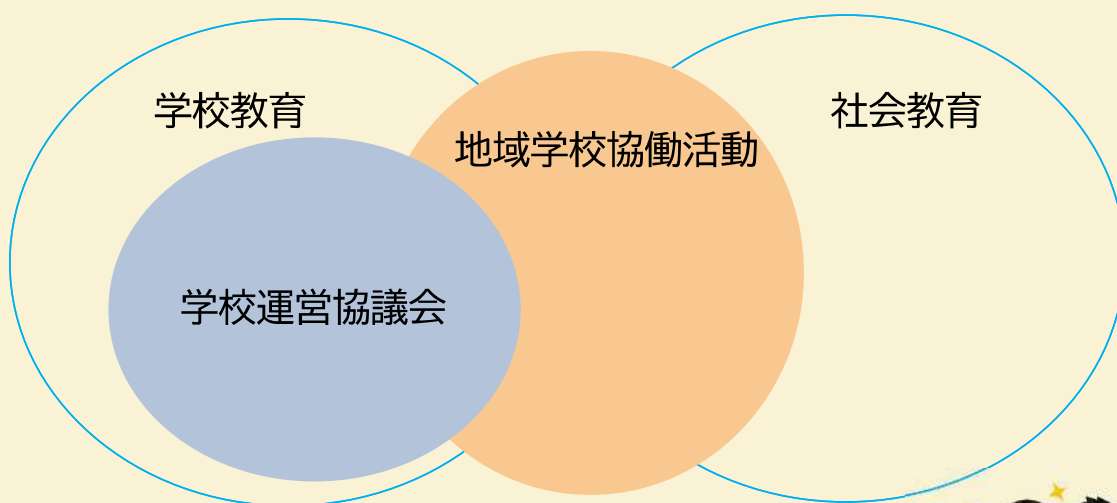 学校教育
社会教育
地域学校協働活動
学校運営協議会